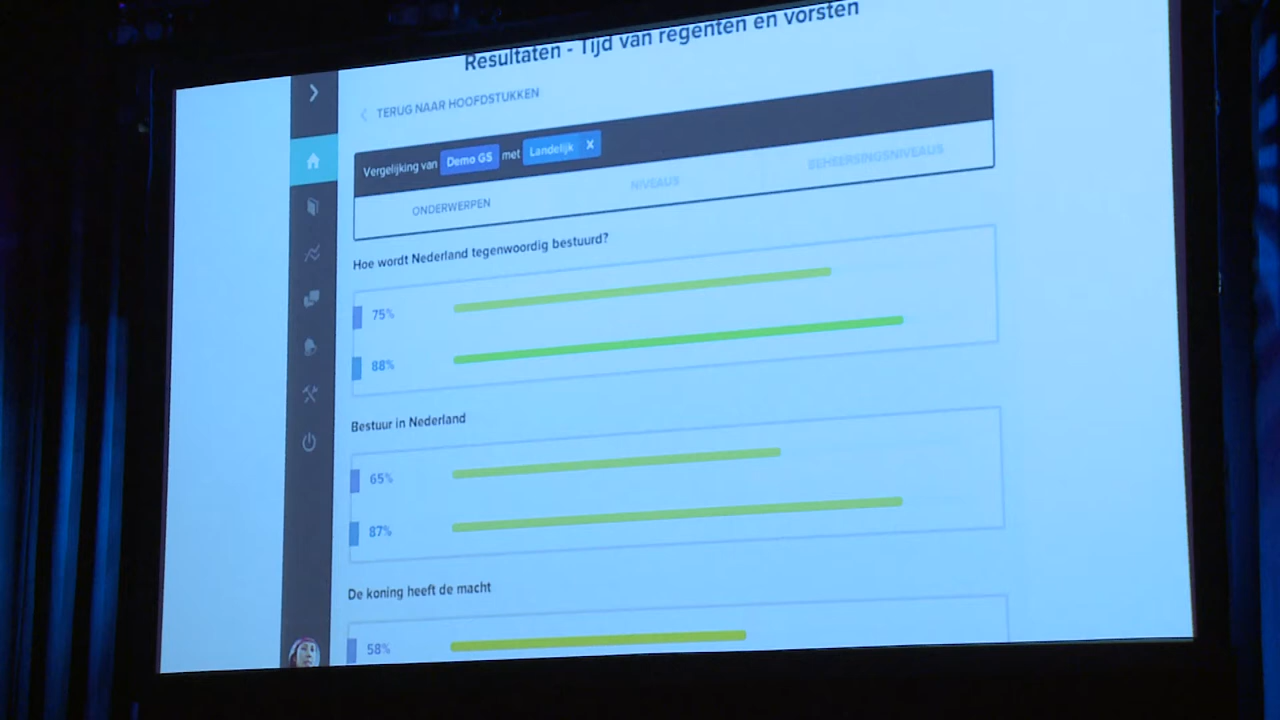 Resultaten - Tijd van regenten en vorsten
TERUG NAAR HOOFDSTUKKEN
Vergelijking van Demo GS met Landelijk X
ONDERWERPEN NIVEAUS BEHEERSINGSNIVEAUS
Hoe wordt Nederland tegenwoordig bestuurd?
75%
88%
Bestuur in Nederland
65%
87%
De koning heeft de macht
58%